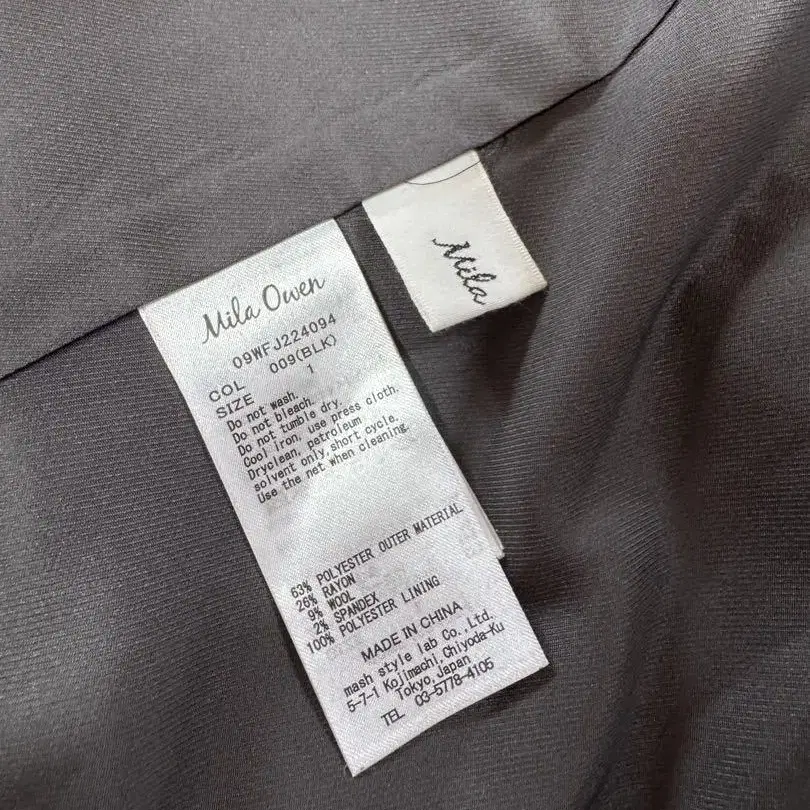 Mila
Mila Owen
09WFJ224094
COL 009(BLK)
SIZE 1
Do not wash.
Do not bleach.
Do not tumble dry.
Cool iron, use press cloth.
Dryclean, petroleum
solvent only,short cycle.
Use the net when cleaning.
63% POLYESTER OUTER MATERIAL
26% RAYON
9% WOOL
2% SPANDEX
100% POLYESTER LINING
MADE IN CHINA
mash style lab Co., Ltd.
5-7-1 Kojimachi,Chiyoda-Ku
Tokyo,Japan
TEL 03-5778-4105